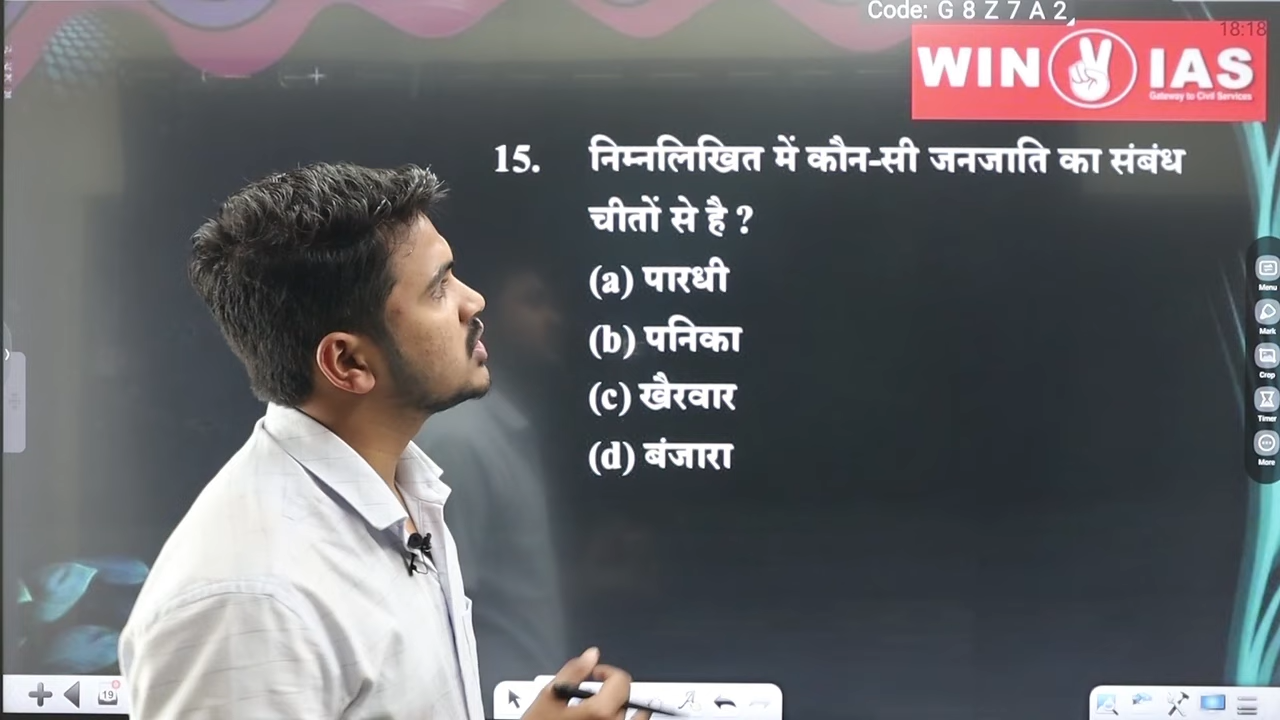 Code: G 8 Z 7 A 2
18:18
WIN IAS
Gateway to Civil Services
15. निम्नलिखित में कौन-सी जनजाति का संबंध
चीतों से है ?
(a) पारधी
(b) पनिका
(c) खैरवार
(d) बंजारा
Menu
Mark
Crop
Timer
More
19